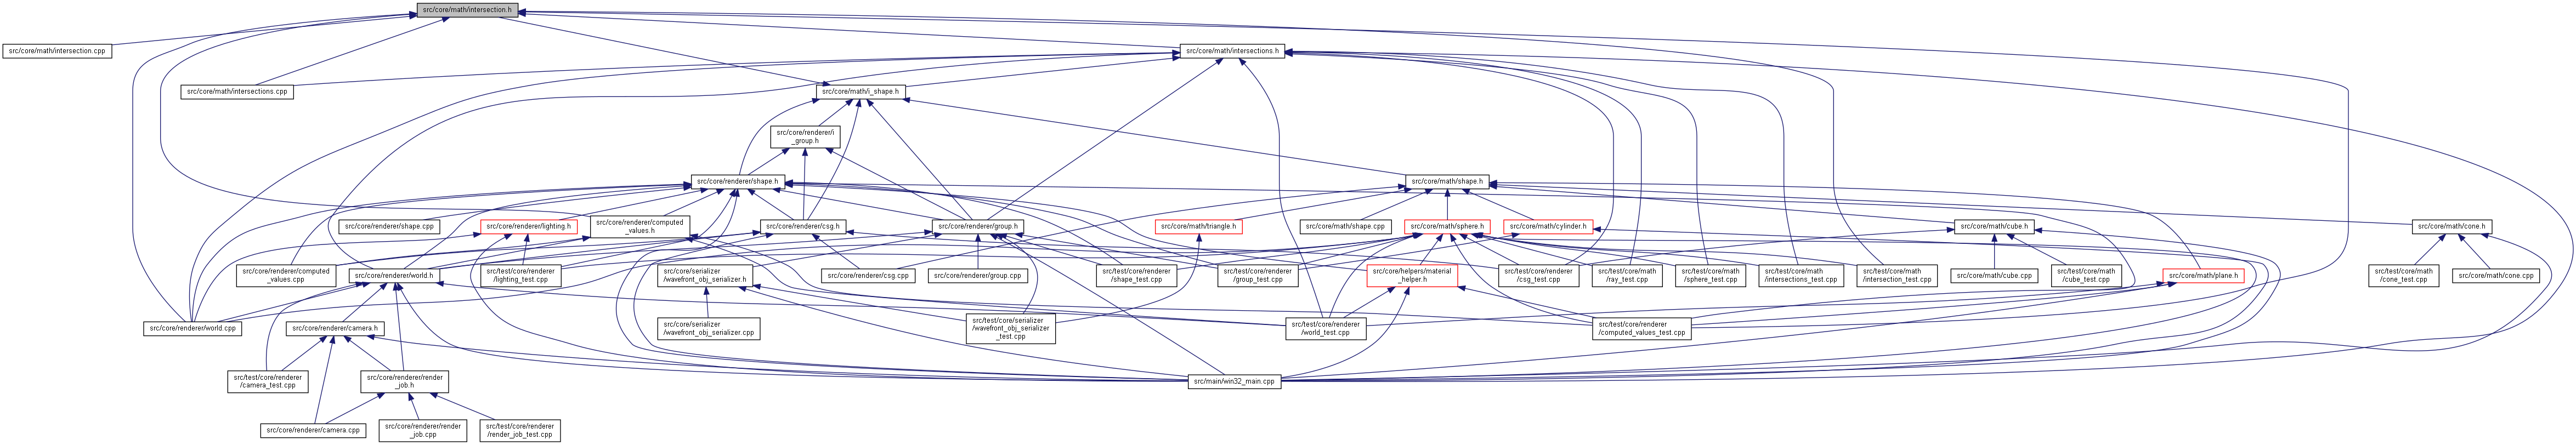 src/core/math/intersection.h
src/core/math/intersection.cpp
src/core/math/intersections.h
src/core/math/intersections.cpp
src/core/math/i_shape.h
src/core/renderer/i
_group.h
src/core/renderer/shape.h
src/core/math/shape.h
src/core/renderer/shape.cpp
src/core/renderer/lighting.h
src/core/renderer/computed
_values.h
src/core/renderer/csg.h
src/core/renderer/group.h
src/core/math/triangle.h
src/core/math/shape.cpp
src/core/math/sphere.h
src/core/math/cylinder.h
src/core/math/cube.h
src/core/math/cone.h
src/core/renderer/computed
_values.cpp
src/core/renderer/world.h
src/test/core/renderer
/lighting_test.cpp
src/core/serializer
/wavefront_obj_serializer.h
src/core/renderer/csg.cpp
src/core/renderer/group.cpp
src/test/core/renderer
/shape_test.cpp
src/test/core/renderer
/group_test.cpp
src/core/helpers/material
_helper.h
src/test/core/renderer
/csg_test.cpp
src/test/core/math
/ray_test.cpp
src/test/core/math
/sphere_test.cpp
src/test/core/math
/intersections_test.cpp
src/test/core/math
/intersection_test.cpp
src/core/math/cube.cpp
src/test/core/math
/cube_test.cpp
src/core/math/plane.h
src/test/core/math
/cone_test.cpp
src/core/math/cone.cpp
src/core/renderer/world.cpp
src/core/renderer/camera.h
src/core/serializer
/wavefront_obj_serializer.cpp
src/test/core/serializer
/wavefront_obj_serializer
_test.cpp
src/test/core/renderer
/world_test.cpp
src/test/core/renderer
/computed_values_test.cpp
src/test/core/renderer
/camera_test.cpp
src/core/renderer/render
_job.h
src/main/win32_main.cpp
src/core/renderer/camera.cpp
src/core/renderer/render
_job.cpp
src/test/core/renderer
/render_job_test.cpp